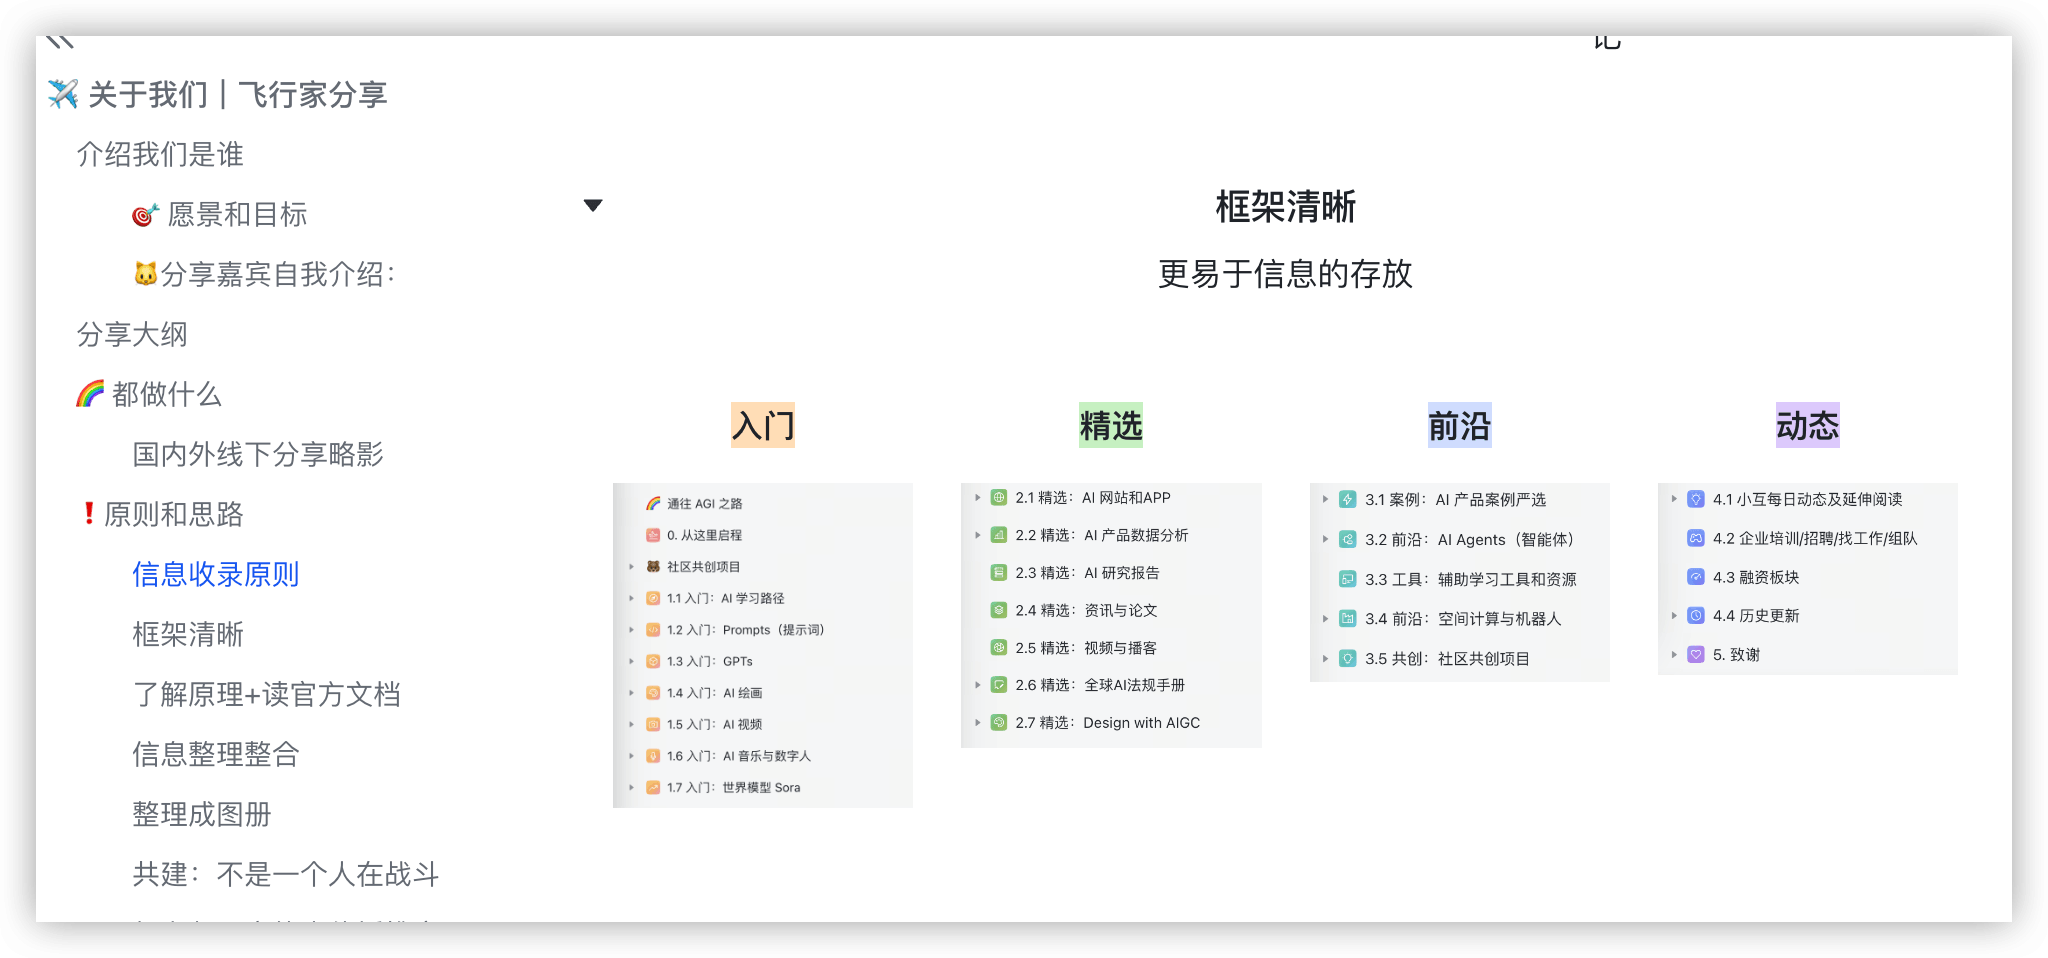 ✈️ 关于我们 | 飞行家分享
介绍我们是谁
🎯 愿景和目标
🐱分享嘉宾自我介绍：
分享大纲
🌈 都做什么
国内外线下分享略影
❗原则和思路
信息收录原则
框架清晰
了解原理+读官方文档
信息整理整合
整理成图册
共建：不是一个人在战斗
框架清晰
更易于信息的存放
入门
🌈 通往 AGI 之路
0. 从这里启程
🐻 社区共创项目
1.1 入门：AI 学习路径
1.2 入门：Prompts（提示词）
1.3 入门：GPTs
1.4 入门：AI 绘画
1.5 入门：AI 视频
1.6 入门：AI 音乐与数字人
1.7 入门：世界模型 Sora
精选
2.1 精选：AI 网站和APP
2.2 精选：AI 产品数据分析
2.3 精选：AI 研究报告
2.4 精选：资讯与论文
2.5 精选：视频与播客
2.6 精选：全球AI法规手册
2.7 精选：Design with AIGC
前沿
3.1 案例：AI 产品案例严选
3.2 前沿：AI Agents（智能体）
3.3 工具：辅助学习工具和资源
3.4 前沿：空间计算与机器人
3.5 共创：社区共创项目
动态
4.1 小互每日动态及延伸阅读
4.2 企业培训/招聘/找工作/组队
4.3 融资板块
4.4 历史更新
5. 致谢